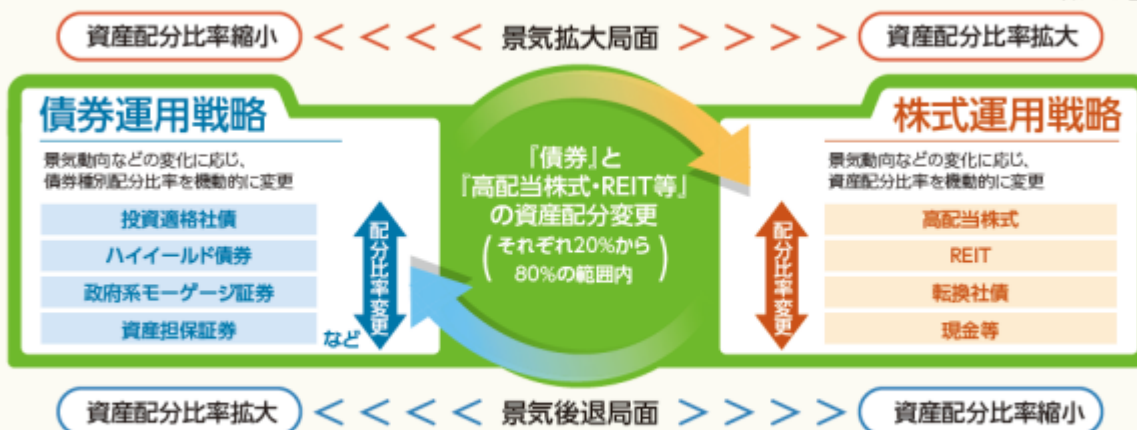 資産配分比率縮小 < < < < < 景気拡大局面 > > > > > 資産配分比率拡大
債券運用戦略
景気動向などの変化に応じ、
債券種別配分比率を機動的に変更
投資適格社債
ハイイールド債券
政府系モーゲージ証券
資産担保証券
など
配分比率変更
『債券』と
『高配当株式・REIT等』
の資産配分変更
(それぞれ20%から
80%の範囲内)
株式運用戦略
景気動向などの変化に応じ、
資産配分比率を機動的に変更
配分比率変更
高配当株式
REIT
転換社債
現金等
資産配分比率拡大 < < < < < 景気後退局面 > > > > > 資産配分比率縮小